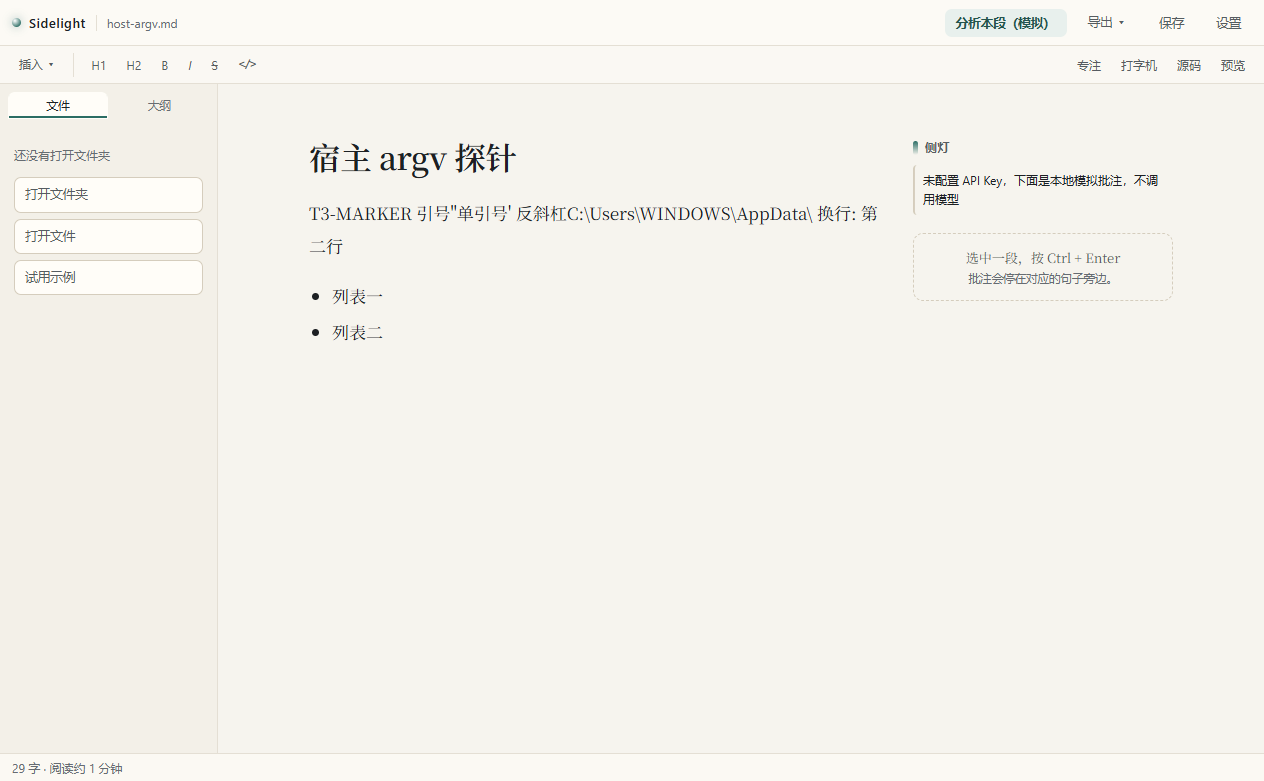 Sidelight
host-argv.md
分析本段（模拟）
导出
保存
设置
插入
H1
H2
B
I
S
</>
专注
打字机
源码
预览
文件
大纲
还没有打开文件夹
打开文件夹
打开文件
试用示例
宿主 argv 探针
T3-MARKER 引号"单引号' 反斜杠C:\Users\WINDOWS\AppData\ 换行: 第
二行
列表一
列表二
侧灯
未配置 API Key，下面是本地模拟批注，不调
用模型
选中一段，按 Ctrl + Enter
批注会停在对应的句子旁边。
29 字 · 阅读约 1 分钟